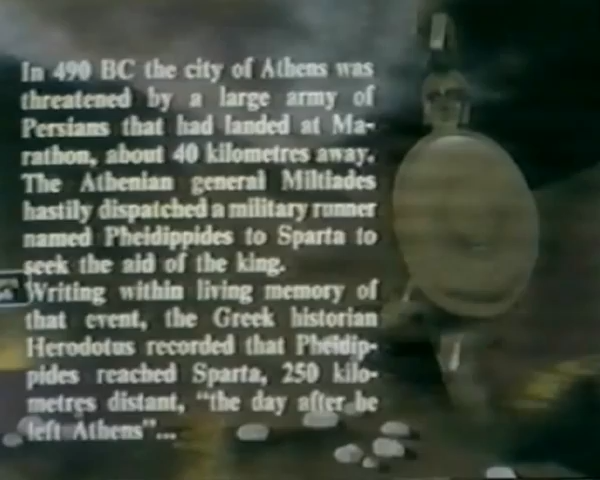 In 490 BC the city of Athens was
threatened by a large army of
Persians that had landed at Ma-
rathon, about 40 kilometres away.
The Athenian general Miltiades
hastily dispatched a military runner
named Pheidippides to Sparta to
seek the aid of the king.
Writing within living memory of
that event, the Greek historian
Herodotus recorded that Pheidip-
pides reached Sparta, 250 kilo-
metres distant, "the day after he
left Athens"...